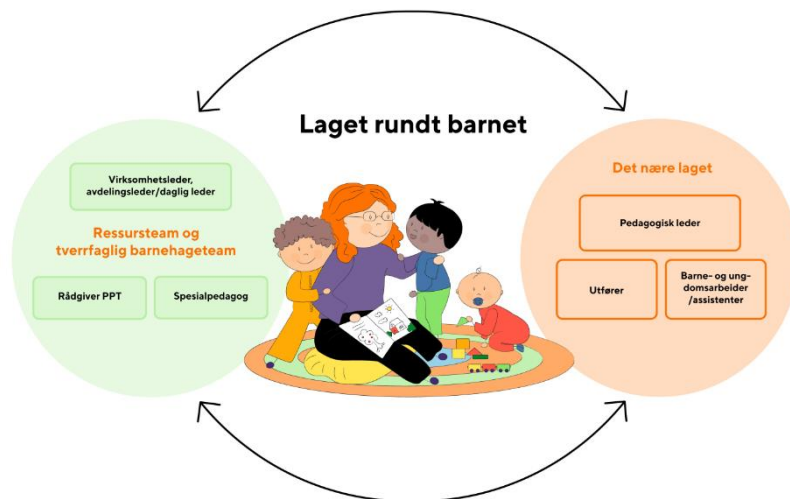 Laget rundt barnet
Virksomhetsleder,
avdelingsleder/daglig leder
Ressursteam og
tverrfaglig barnehageteam
Rådgiver PPT
Spesialpedagog
Det nære laget
Pedagogisk leder
Utfører
Barne- og ung-
domsarbeider
/assistenter